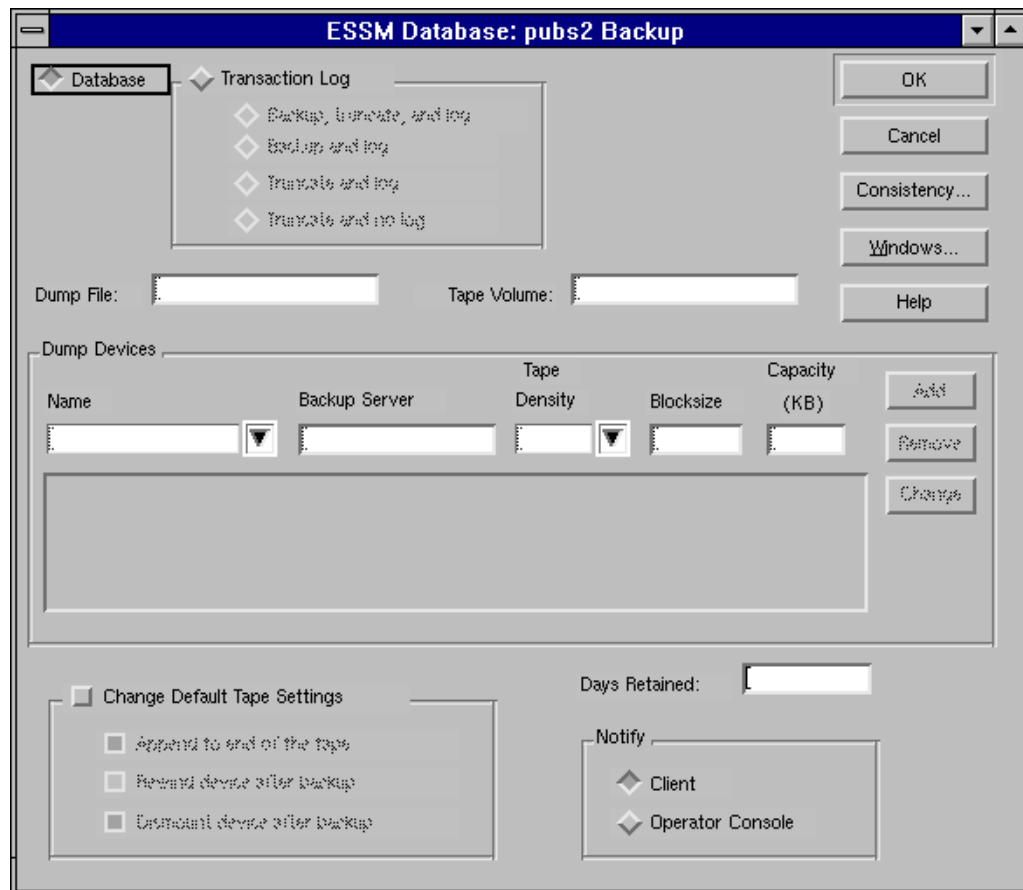 ESSM Database: pubs2 Backup
Database
Transaction Log
Backup, truncate, and log
Backup and log
Truncate and log
Truncate and no log
OK
Cancel
Consistency...
Windows...
Help
Dump File:
Tape Volume:
Dump Devices
Name
Backup Server
Tape
Density
Blocksize
Capacity
(KB)
Add
Remove
Change
Change Default Tape Settings
Append to end of the tape
Rewind device after backup
Dismount device after backup
Days Retained:
Notify
Client
Operator Console